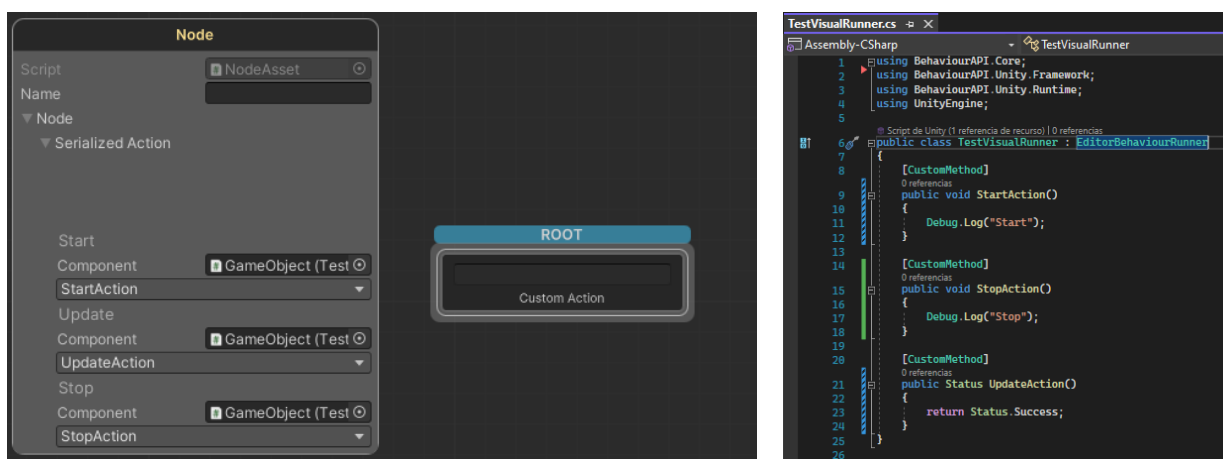 Node
Script NodeAsset
Name
Node
Serialized Action
Start
Component GameObject (Test
StartAction
Update
Component GameObject (Test
UpdateAction
Stop
Component GameObject (Test
StopAction
ROOT
Custom Action
TestVisualRunner.cs
Assembly-CSharp TestVisualRunner
1 using BehaviourAPI.Core;
2 using BehaviourAPI.Unity.Framework;
3 using BehaviourAPI.Unity.Runtime;
4 using UnityEngine;
5
Script de Unity (1 referencia de recurso) | 0 referencias
6 public class TestVisualRunner : EditorBehaviourRunner
7 {
8 [CustomMethod]
0 referencias
9 public void StartAction()
10 {
11 Debug.Log("Start");
12 }
13
14 [CustomMethod]
0 referencias
15 public void StopAction()
16 {
17 Debug.Log("Stop");
18 }
19
20 [CustomMethod]
0 referencias
21 public Status UpdateAction()
22 {
23 return Status.Success;
24 }
25 }
26